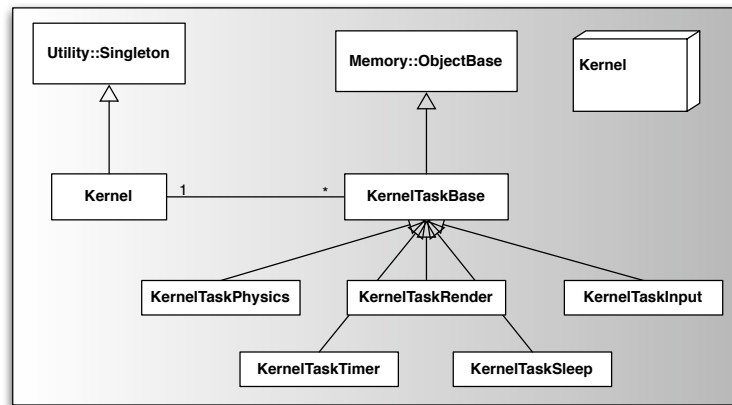 Utility::Singleton
Memory::ObjectBase
Kernel
Kernel
1
*
KernelTaskBase
KernelTaskPhysics
KernelTaskRender
KernelTaskInput
KernelTaskTimer
KernelTaskSleep